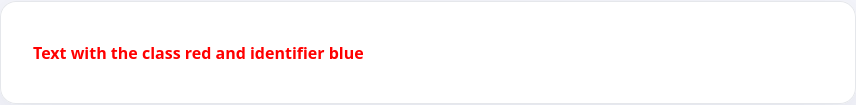 Text with the class red and identifier blue